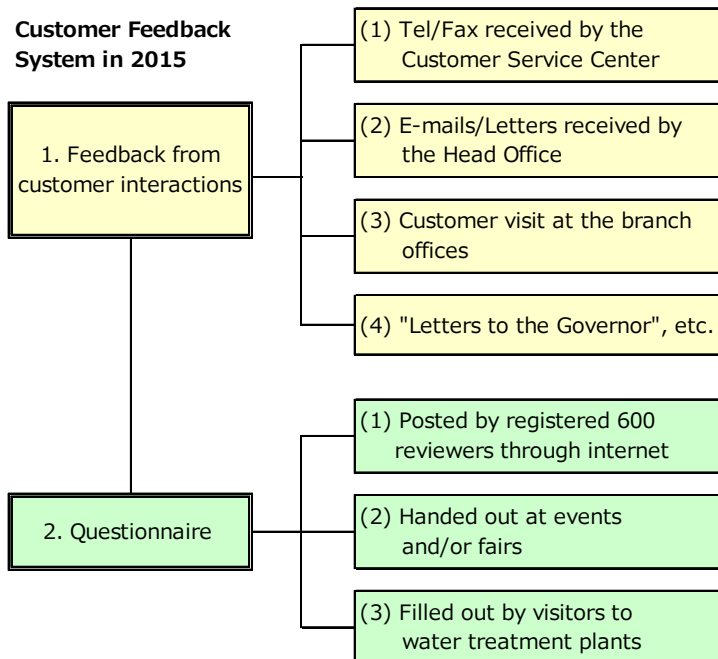 Customer Feedback
System in 2015
1. Feedback from
customer interactions
(1) Tel/Fax received by the
Customer Service Center
(2) E-mails/Letters received by
the Head Office
(3) Customer visit at the branch
offices
(4) "Letters to the Governor", etc.
2. Questionnaire
(1) Posted by registered 600
reviewers through internet
(2) Handed out at events
and/or fairs
(3) Filled out by visitors to
water treatment plants